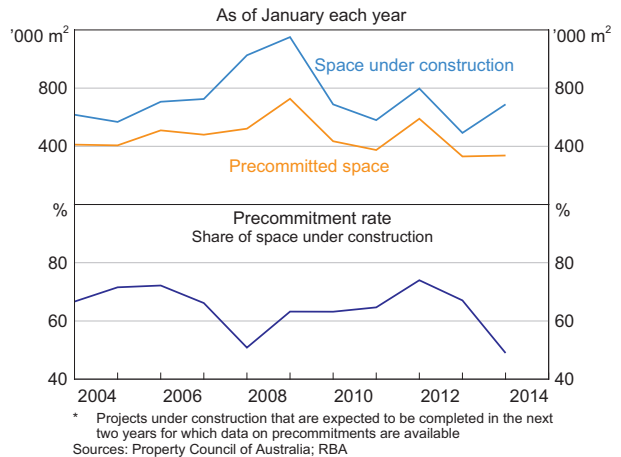 As of January each year
’000 m²
’000 m²
Space under construction
800
800
400
400
Precommitted space
%
%
Precommitment rate
Share of space under construction
80
80
60
60
40
40
2004
2006
2008
2010
2012
2014
* Projects under construction that are expected to be completed in the next
two years for which data on precommitments are available
Sources: Property Council of Australia; RBA